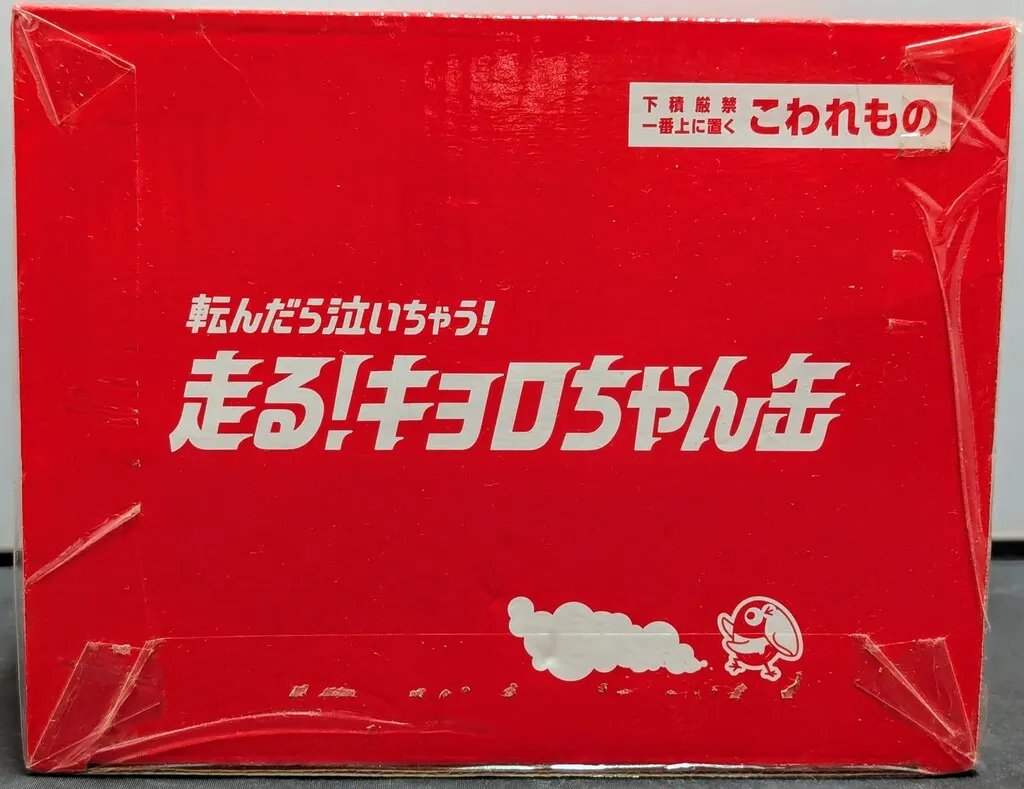 下積厳禁
一番上に置く
こわれもの
転んだら泣いちゃう!
走る!キョロちゃん缶